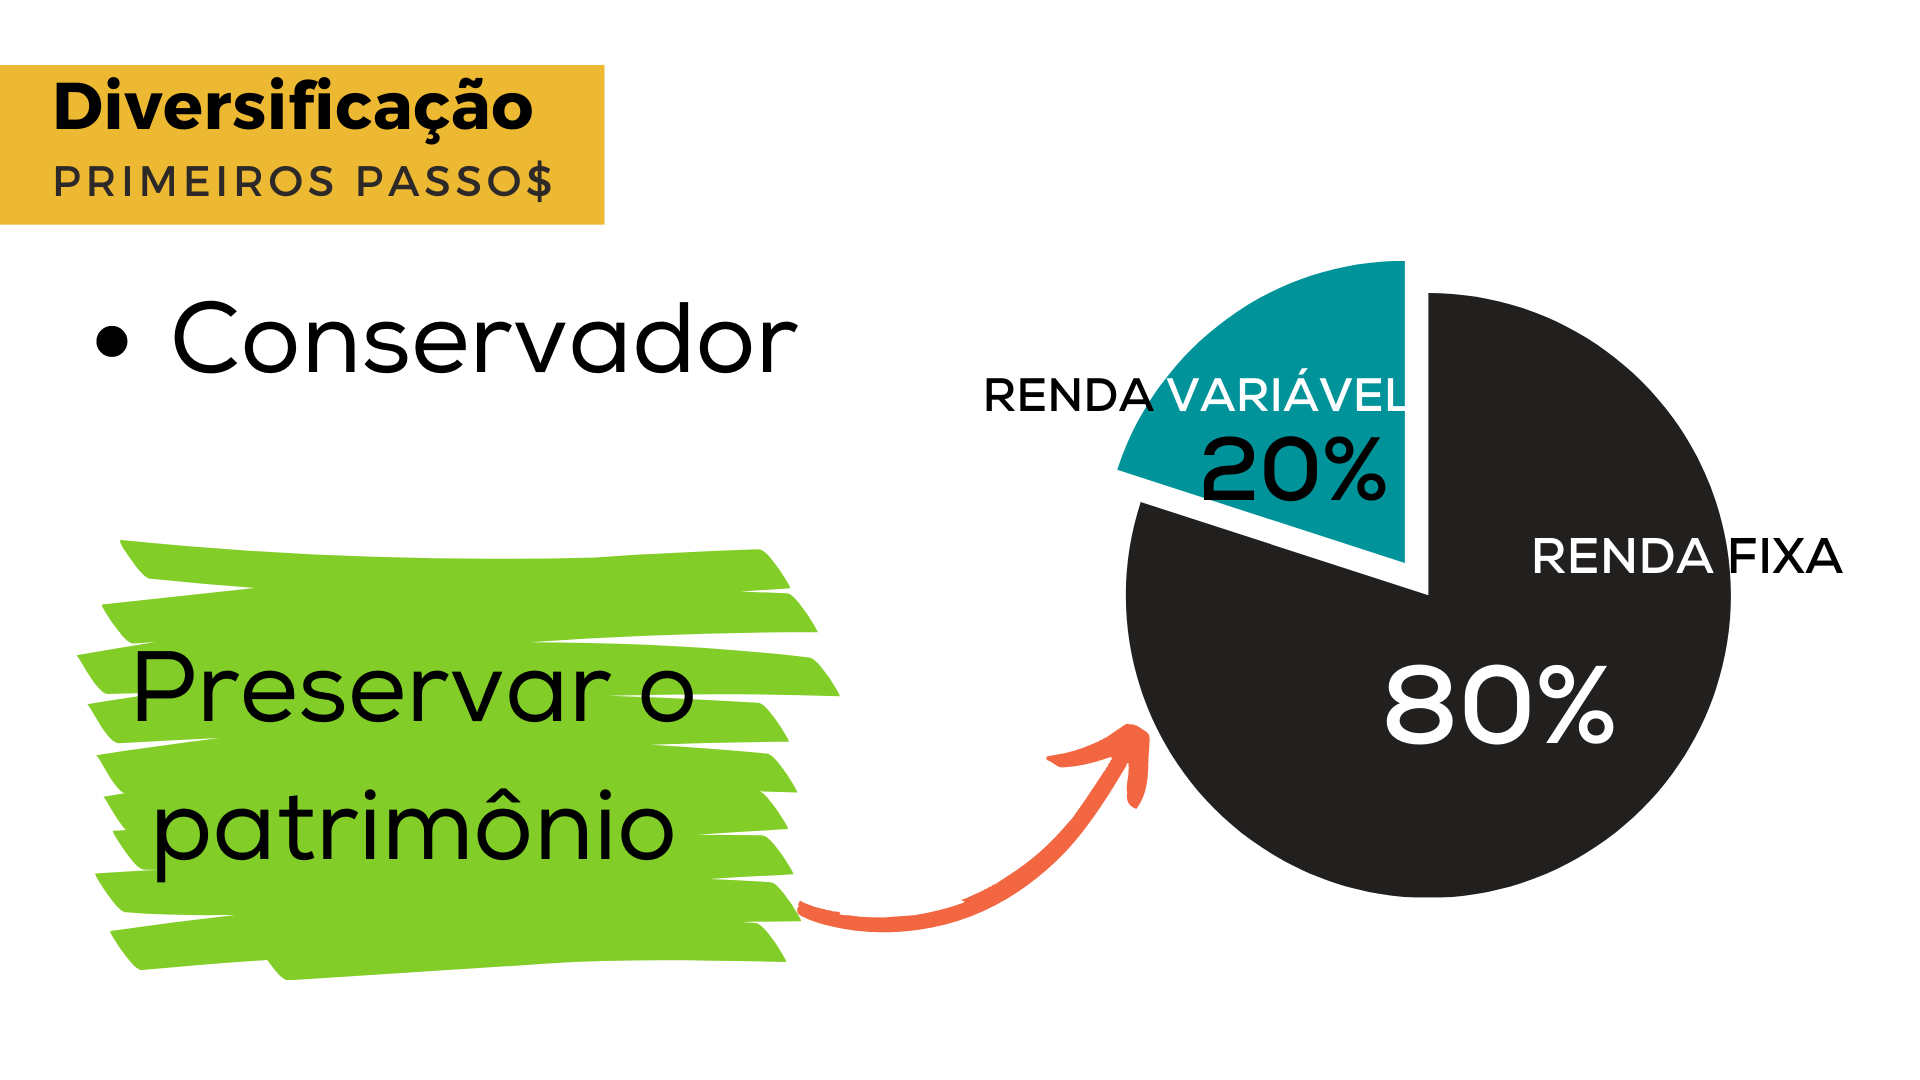 Diversificação
PRIMEIROS PASSO$
• Conservador
Preservar o
patrimônio
RENDA VARIÁVEL
20%
RENDA FIXA
80%